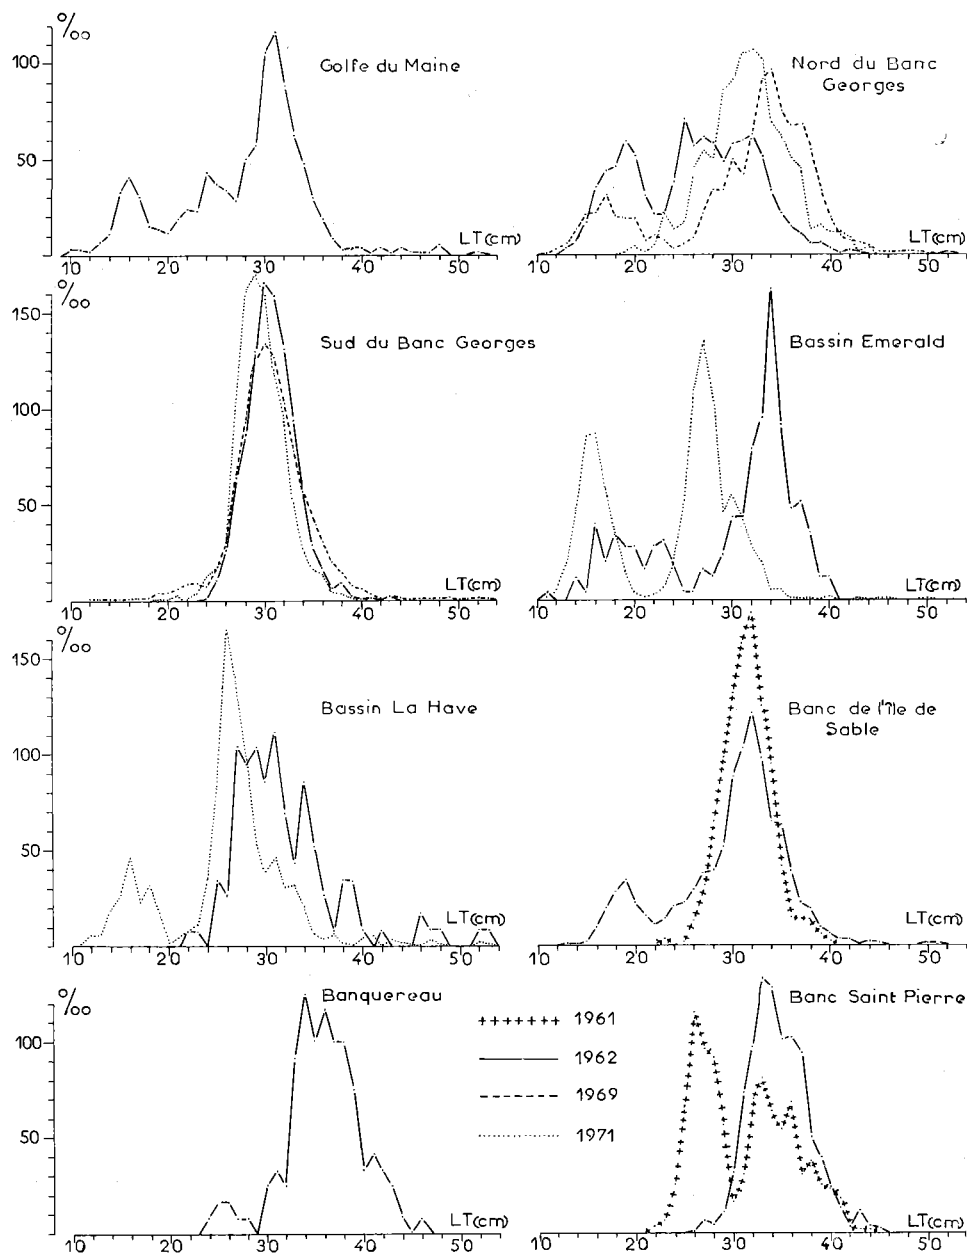 °/oo
100
50
Golfe du Maine
LT(cm)
10 20 30 40 50
Nord du Banc
Georges
LT(cm)
10 20 30 40 50
°/oo
150
100
50
Sud du Banc Georges
LT(cm)
10 20 30 40 50
Bassin Emerald
LT(cm)
10 20 30 40 50
°/oo
150
100
50
Bassin La Have
LT(cm)
10 20 30 40 50
Banc de l'île de
Sable
LT(cm)
10 20 30 40 50
°/oo
100
50
Banquereau
LT(cm)
10 20 30 40 50
1961
1962
1969
1971
Banc Saint Pierre
LT(cm)
10 20 30 40 50